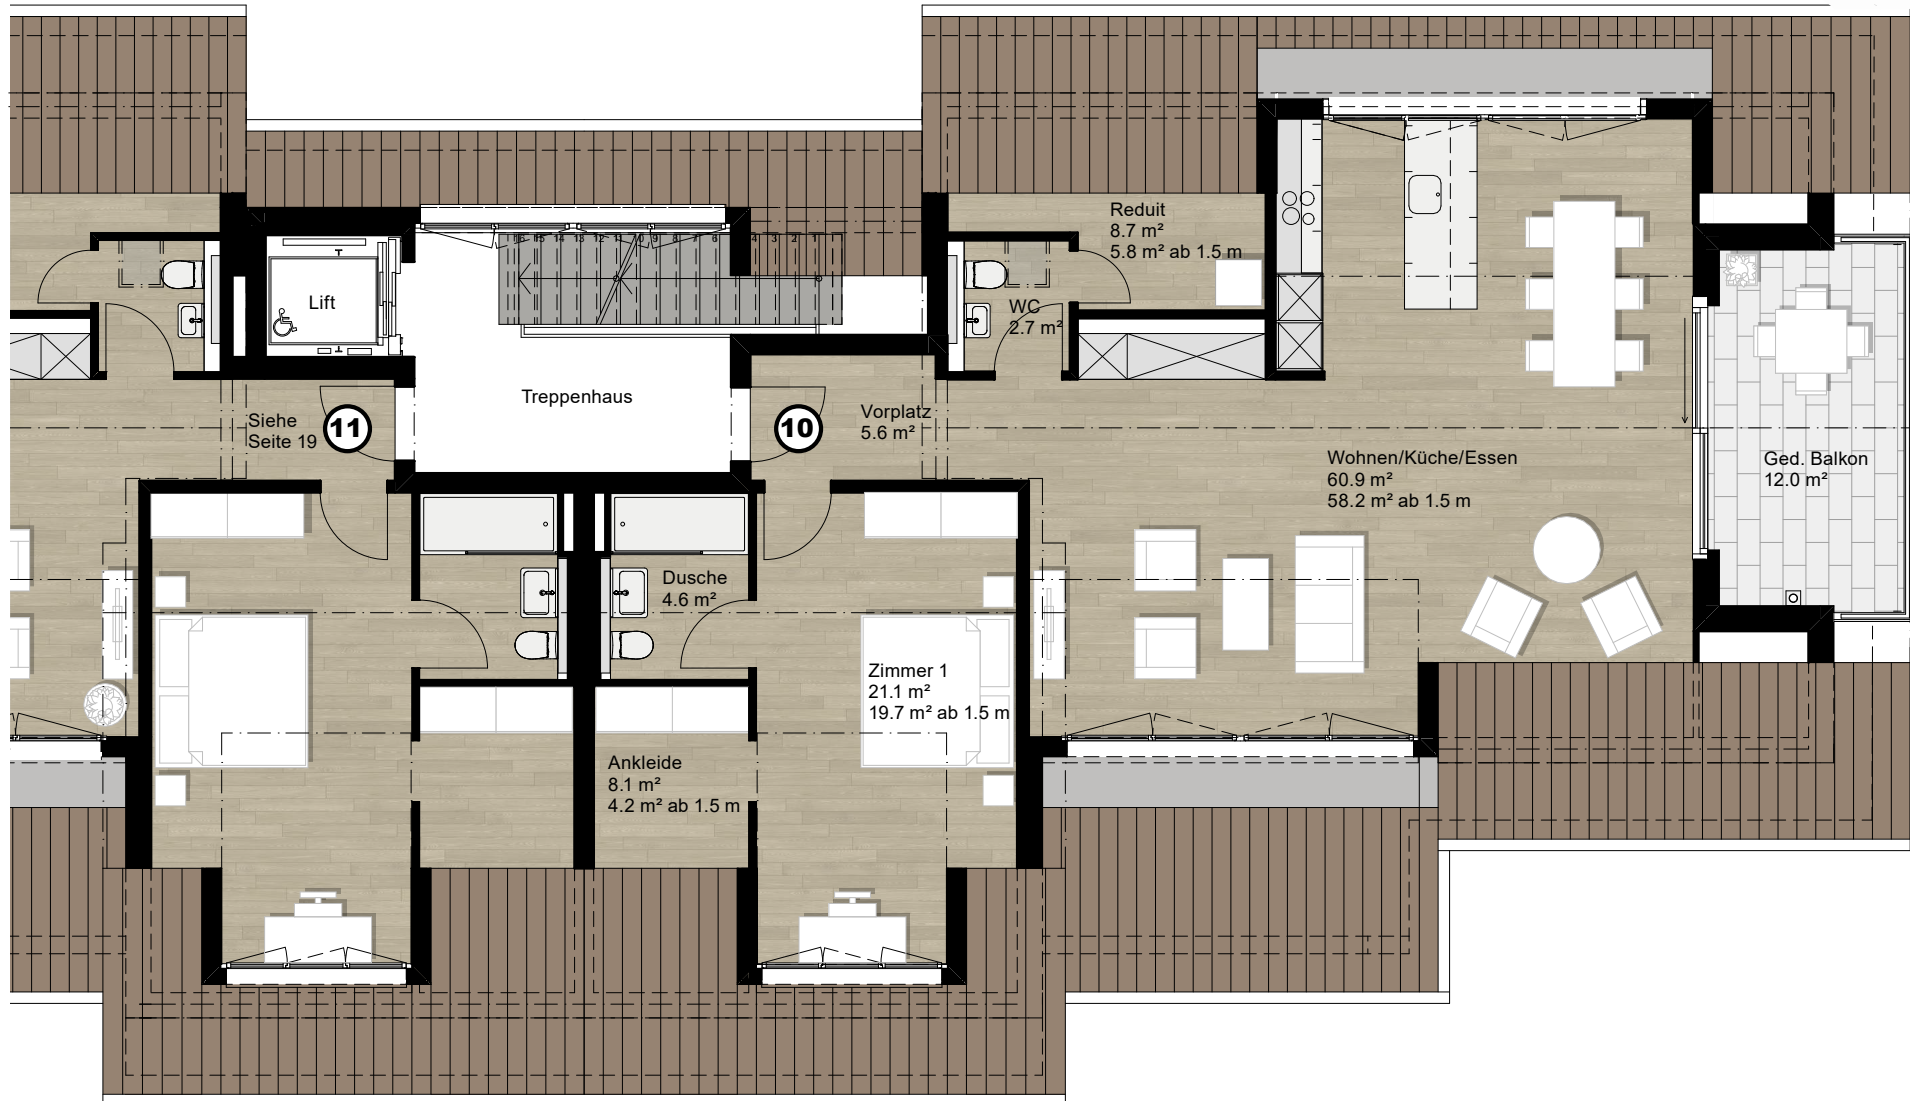 Reduit
8.7 m²
5.8 m² ab 1.5 m
Lift
WC
2.7 m²
Treppenhaus
Siehe
Seite 19
11
10
Vorplatz
5.6 m²
Wohnen/Küche/Essen
60.9 m²
58.2 m² ab 1.5 m
Ged. Balkon
12.0 m²
Dusche
4.6 m²
Zimmer 1
21.1 m²
19.7 m² ab 1.5 m
Ankleide
8.1 m²
4.2 m² ab 1.5 m